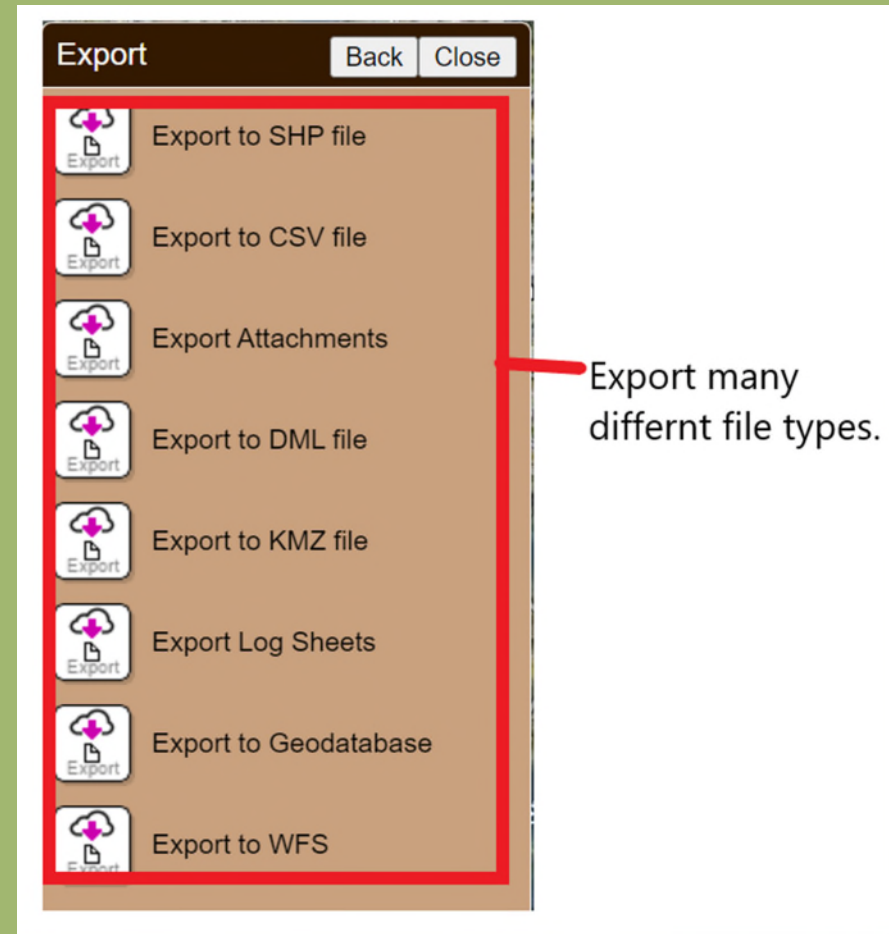 Export Back Close
Export
Export to SHP file
Export
Export to CSV file
Export
Export Attachments
Export
Export to DML file
Export
Export to KMZ file
Export
Export Log Sheets
Export
Export to Geodatabase
Export
Export to WFS
Export many
differnt file types.